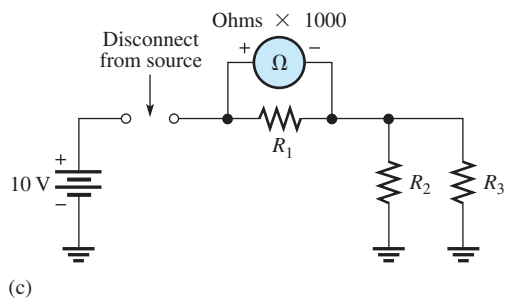 Ohms × 1000
Disconnect
from source
+ Ω −
R1
+
10 V
−
R2
R3
(c)